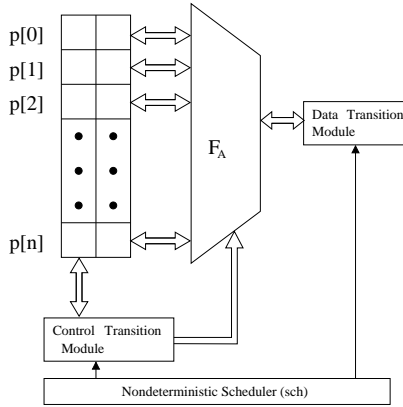 p[0]
p[1]
p[2]
p[n]
F_A
Data Transition
Module
Control Transition
Module
Nondeterministic Scheduler (sch)